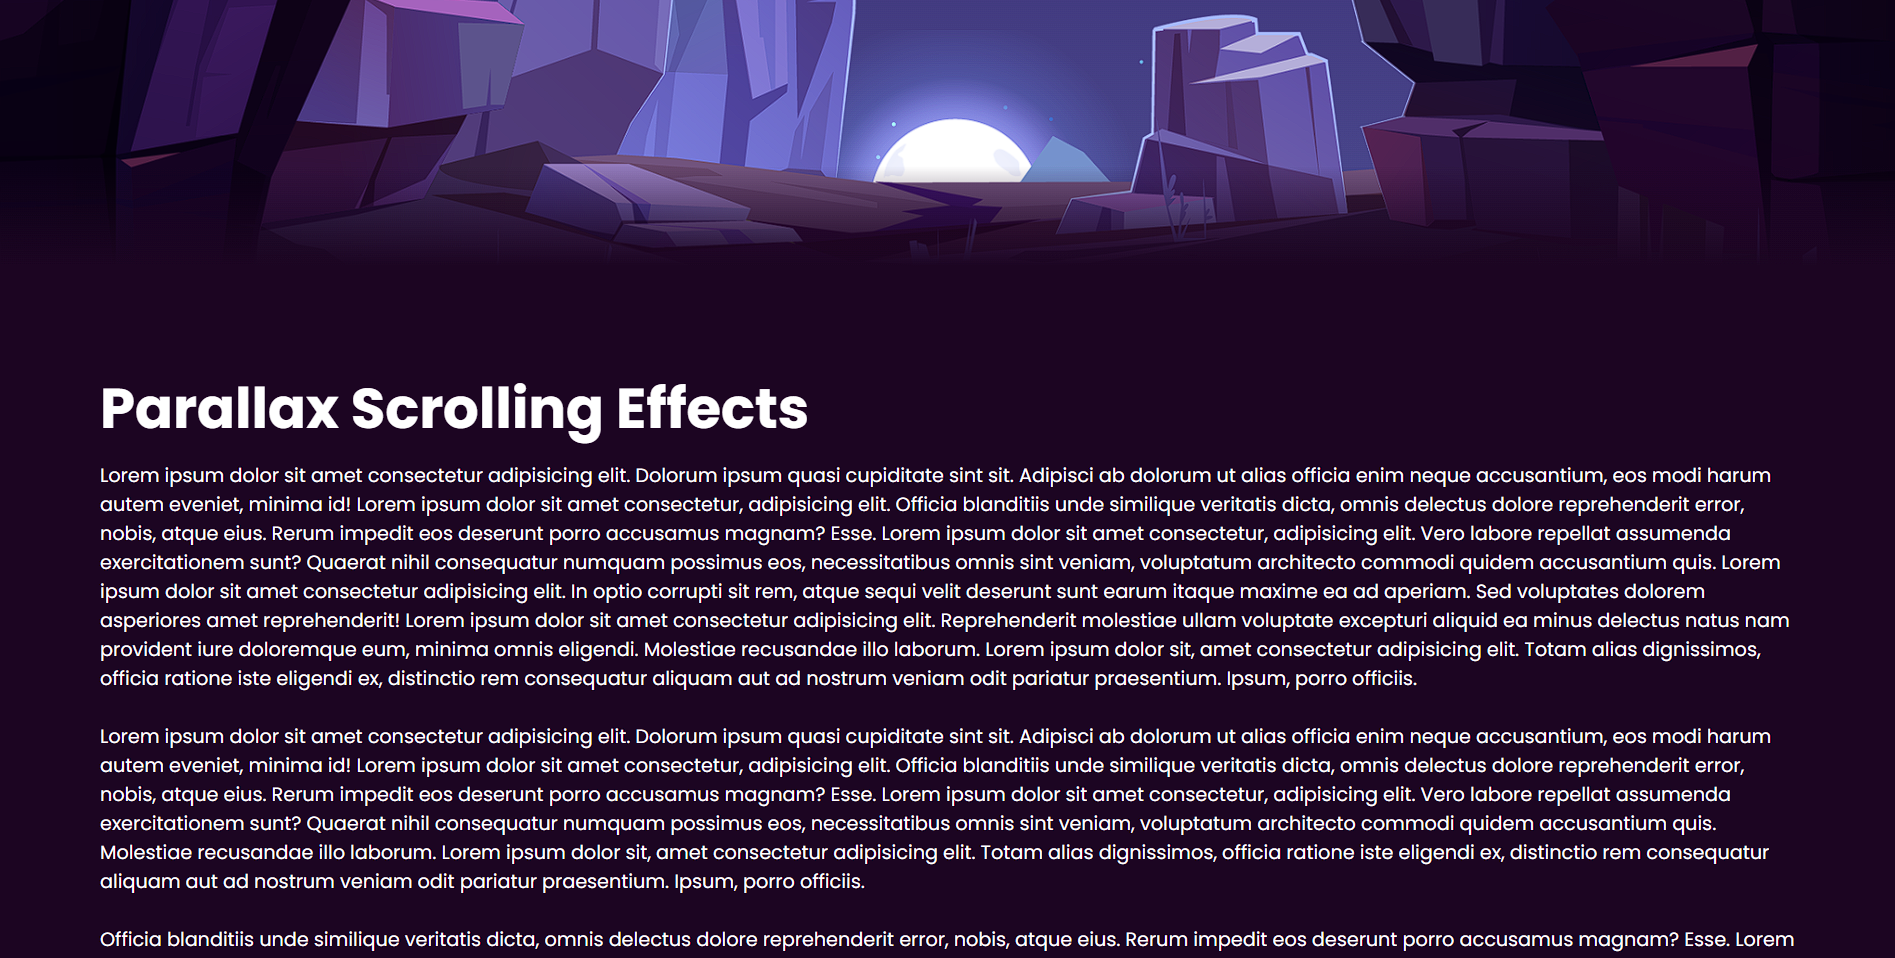 Parallax Scrolling Effects
Lorem ipsum dolor sit amet consectetur adipisicing elit. Dolorum ipsum quasi cupiditate sint sit. Adipisci ab dolorum ut alias officia enim neque accusantium, eos modi harum
autem eveniet, minima id! Lorem ipsum dolor sit amet consectetur, adipisicing elit. Officia blanditiis unde similique veritatis dicta, omnis delectus dolore reprehenderit error,
nobis, atque eius. Rerum impedit eos deserunt porro accusamus magnam? Esse. Lorem ipsum dolor sit amet consectetur, adipisicing elit. Vero labore repellat assumenda
exercitationem sunt? Quaerat nihil consequatur numquam possimus eos, necessitatibus omnis sint veniam, voluptatum architecto commodi quidem accusantium quis. Lorem
ipsum dolor sit amet consectetur adipisicing elit. In optio corrupti sit rem, atque sequi velit deserunt sunt earum itaque maxime ea ad aperiam. Sed voluptates dolorem
asperiores amet reprehenderit! Lorem ipsum dolor sit amet consectetur adipisicing elit. Reprehenderit molestiae ullam voluptate excepturi aliquid ea minus delectus natus nam
provident iure doloremque eum, minima omnis eligendi. Molestiae recusandae illo laborum. Lorem ipsum dolor sit, amet consectetur adipisicing elit. Totam alias dignissimos,
officia ratione iste eligendi ex, distinctio rem consequatur aliquam aut ad nostrum veniam odit pariatur praesentium. Ipsum, porro officiis.
Lorem ipsum dolor sit amet consectetur adipisicing elit. Dolorum ipsum quasi cupiditate sint sit. Adipisci ab dolorum ut alias officia enim neque accusantium, eos modi harum
autem eveniet, minima id! Lorem ipsum dolor sit amet consectetur, adipisicing elit. Officia blanditiis unde similique veritatis dicta, omnis delectus dolore reprehenderit error,
nobis, atque eius. Rerum impedit eos deserunt porro accusamus magnam? Esse. Lorem ipsum dolor sit amet consectetur, adipisicing elit. Vero labore repellat assumenda
exercitationem sunt? Quaerat nihil consequatur numquam possimus eos, necessitatibus omnis sint veniam, voluptatum architecto commodi quidem accusantium quis.
Molestiae recusandae illo laborum. Lorem ipsum dolor sit, amet consectetur adipisicing elit. Totam alias dignissimos, officia ratione iste eligendi ex, distinctio rem consequatur
aliquam aut ad nostrum veniam odit pariatur praesentium. Ipsum, porro officiis.
Officia blanditiis unde similique veritatis dicta, omnis delectus dolore reprehenderit error, nobis, atque eius. Rerum impedit eos deserunt porro accusamus magnam? Esse. Lorem